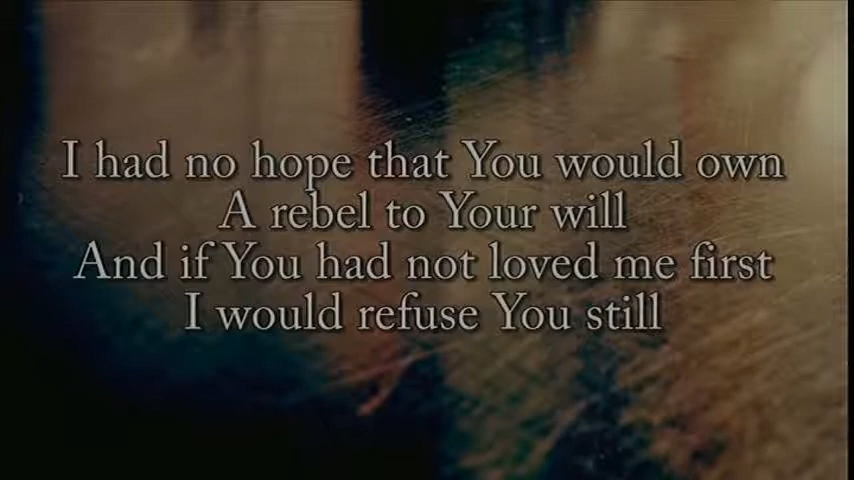 I had no hope that You would own
A rebel to Your will
And if You had not loved me first
I would refuse You still